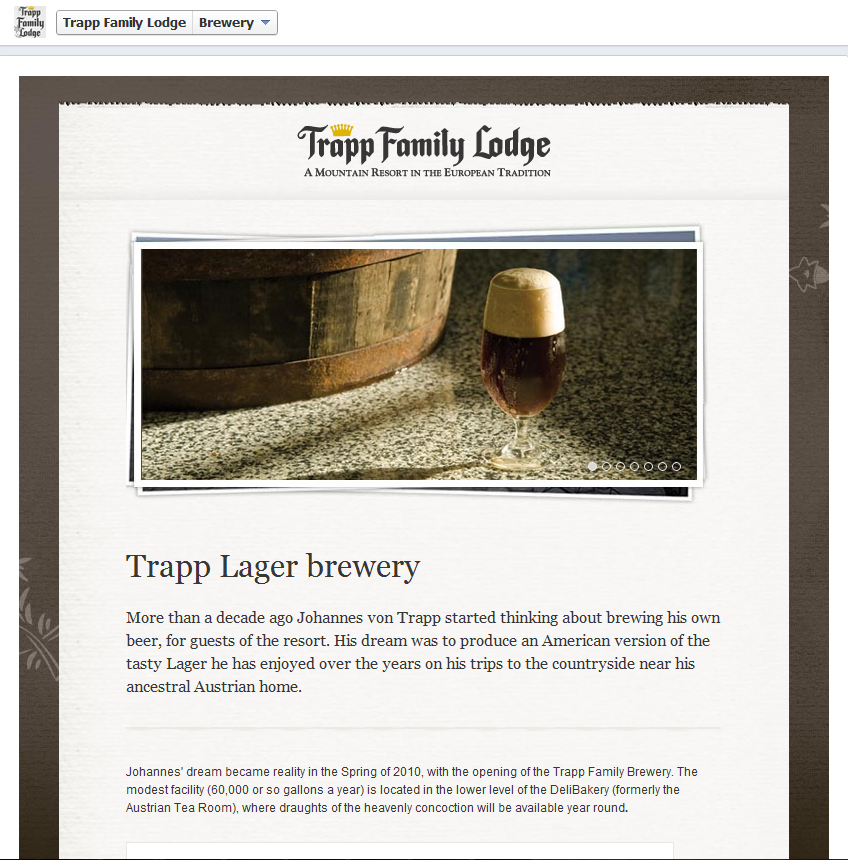 Trapp
Family
Lodge
Trapp Family Lodge Brewery
Trapp Family Lodge
A Mountain Resort in the European Tradition
Trapp Lager brewery
More than a decade ago Johannes von Trapp started thinking about brewing his own
beer, for guests of the resort. His dream was to produce an American version of the
tasty Lager he has enjoyed over the years on his trips to the countryside near his
ancestral Austrian home.
Johannes' dream became reality in the Spring of 2010, with the opening of the Trapp Family Brewery. The
modest facility (60,000 or so gallons a year) is located in the lower level of the DeliBakery (formerly the
Austrian Tea Room), where draughts of the heavenly concoction will be available year round.